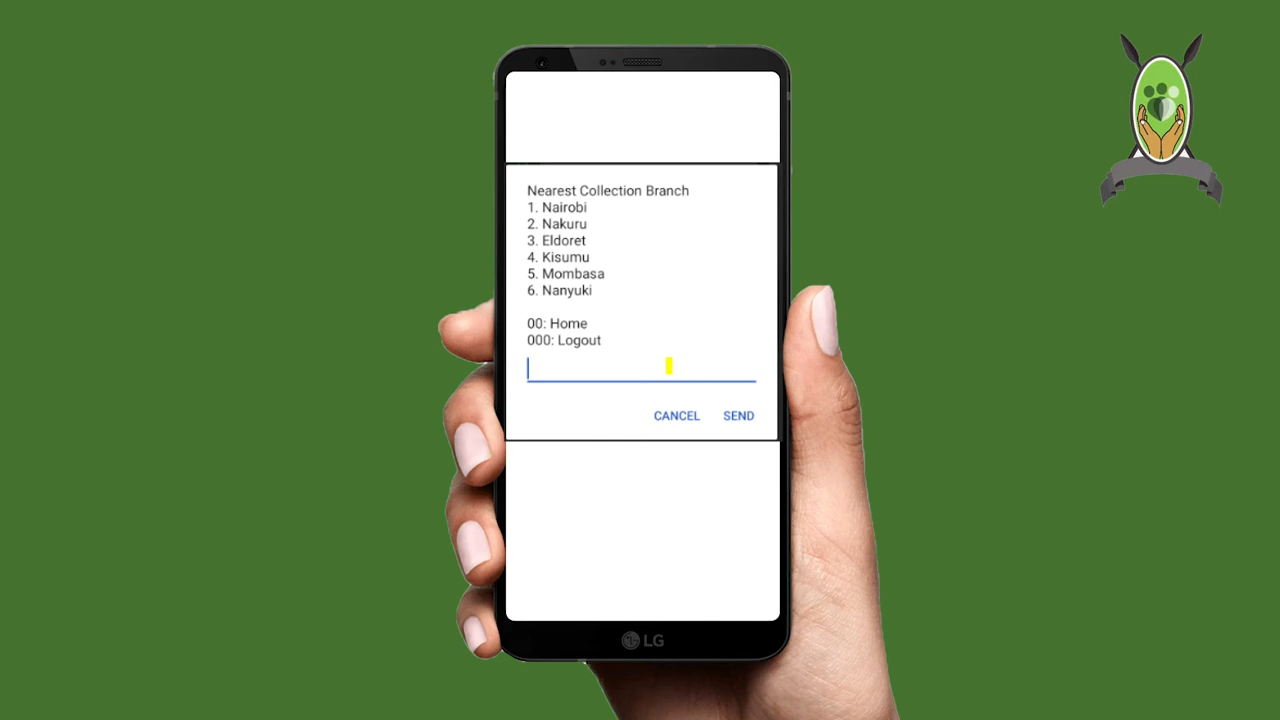 Nearest Collection Branch
1. Nairobi
2. Nakuru
3. Eldoret
4. Kisumu
5. Mombasa
6. Nanyuki
00: Home
000: Logout
CANCEL SEND
LG